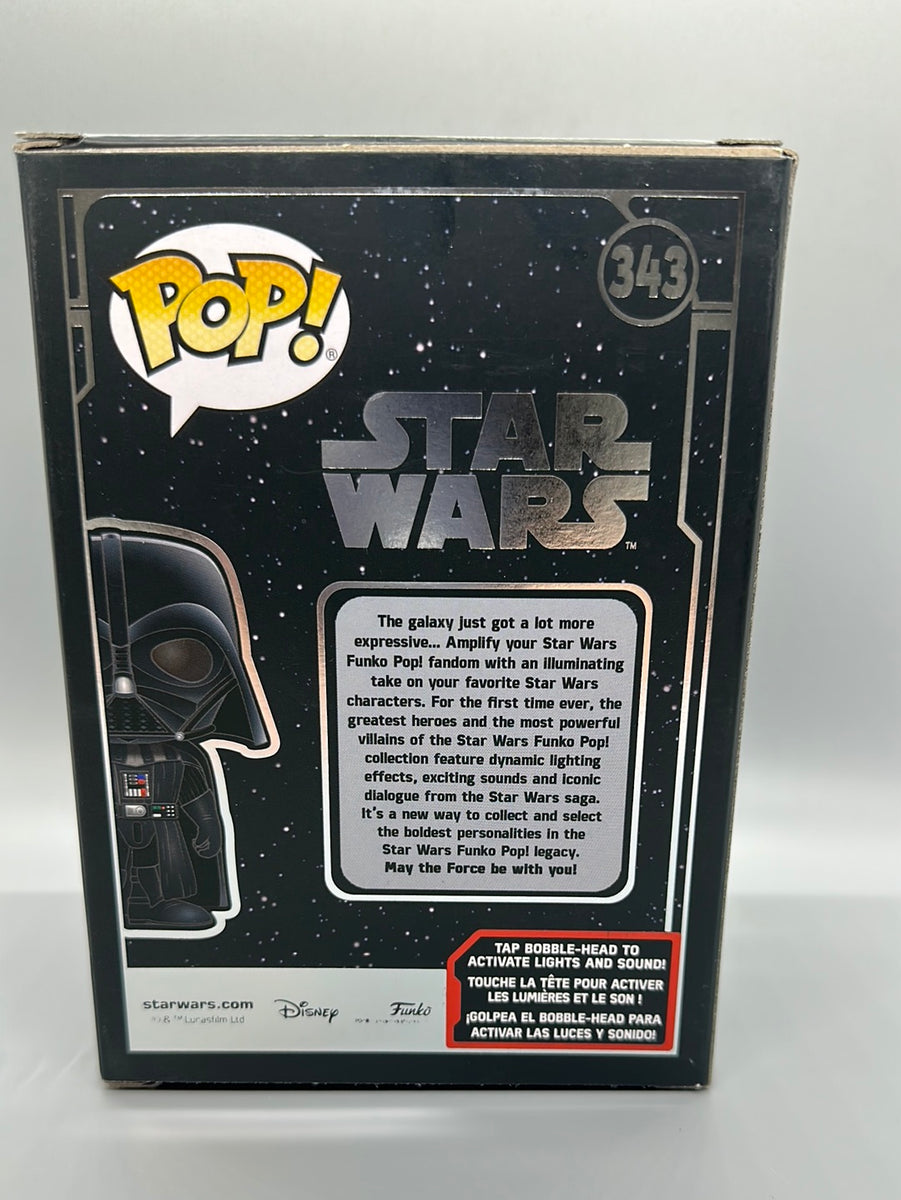 POP!
®
343
STAR
WARS
™
The galaxy just got a lot more
expressive... Amplify your Star Wars
Funko Pop! fandom with an illuminating
take on your favorite Star Wars
characters. For the first time ever, the
greatest heroes and the most powerful
villains of the Star Wars Funko Pop!
collection feature dynamic lighting
effects, exciting sounds and iconic
dialogue from the Star Wars saga.
It's a new way to collect and select
the boldest personalities in the
Star Wars Funko Pop! legacy.
May the Force be with you!
TAP BOBBLE-HEAD TO
ACTIVATE LIGHTS AND SOUND!
TOUCHE LA TÊTE POUR ACTIVER
LES LUMIÈRES ET LE SON !
¡GOLPEA EL BOBBLE-HEAD PARA
ACTIVAR LAS LUCES Y SONIDO!
starwars.com
& ™ Lucasfilm Ltd
Disney
Funko